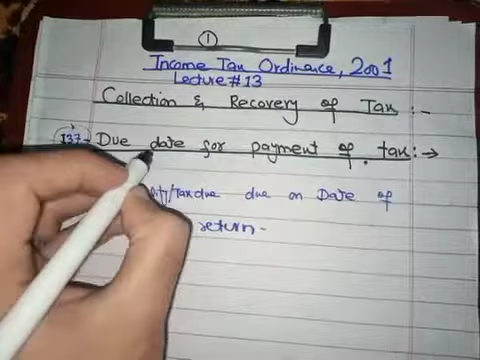 1
Income Tax Ordinance, 2001
Lecture # 13
Collection & Recovery of Tax :-
137- Due date for payment of tax :→
/Tax due due on Date of
return-